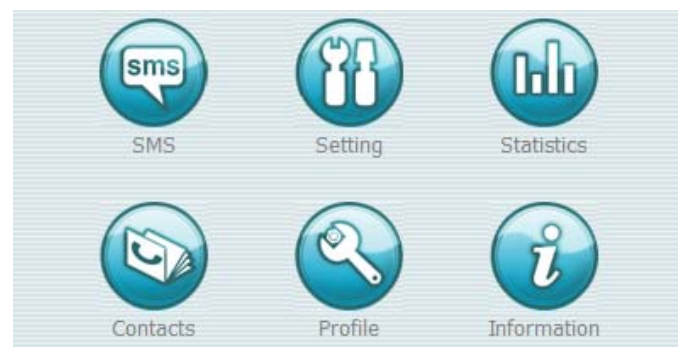 sms
SMS
Setting
Statistics
Contacts
Profile
Information